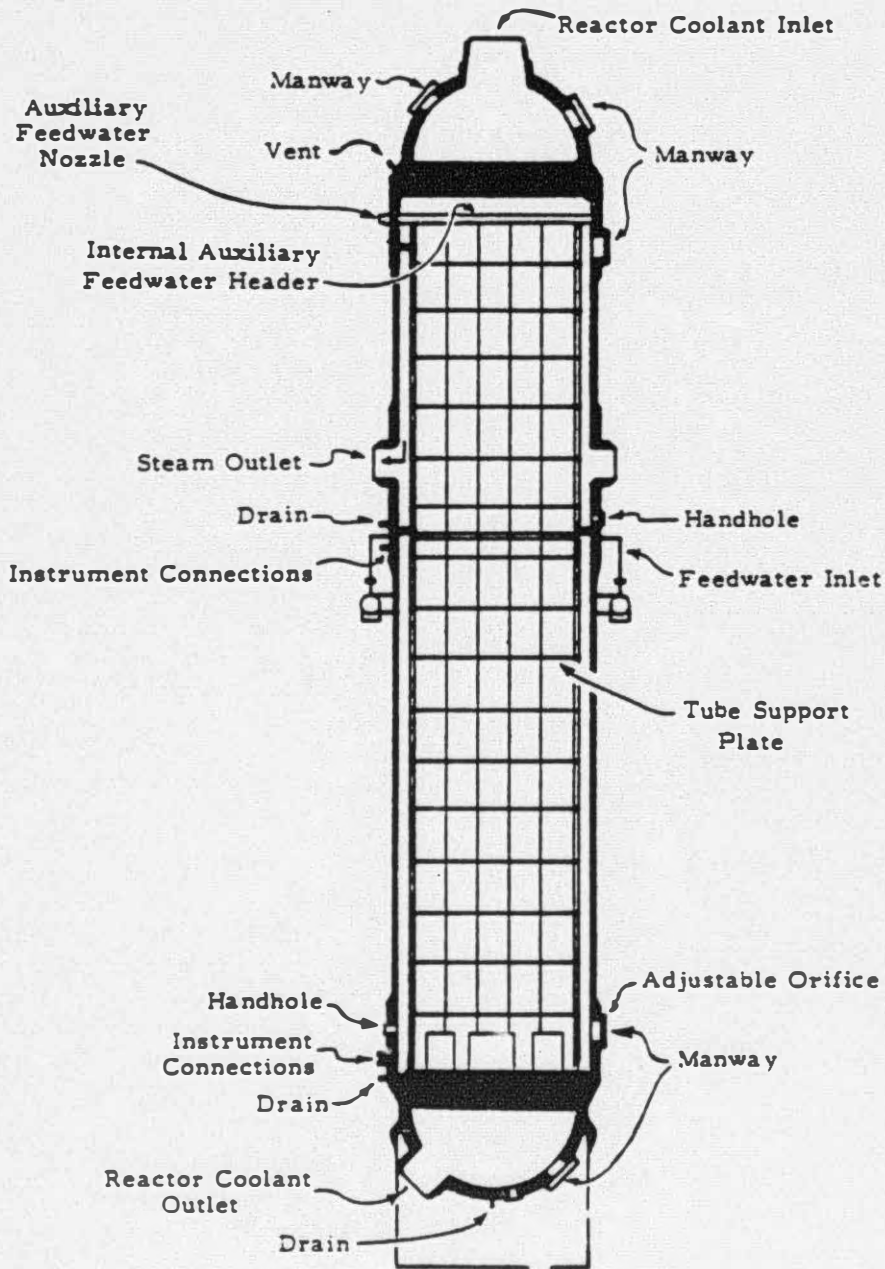 Reactor Coolant Inlet
Manway
Auxiliary
Feedwater
Nozzle
Vent
Manway
Internal Auxiliary
Feedwater Header
Steam Outlet
Drain
Handhole
Instrument Connections
Feedwater Inlet
Tube Support
Plate
Adjustable Orifice
Handhole
Instrument
Connections
Manway
Drain
Reactor Coolant
Outlet
Drain